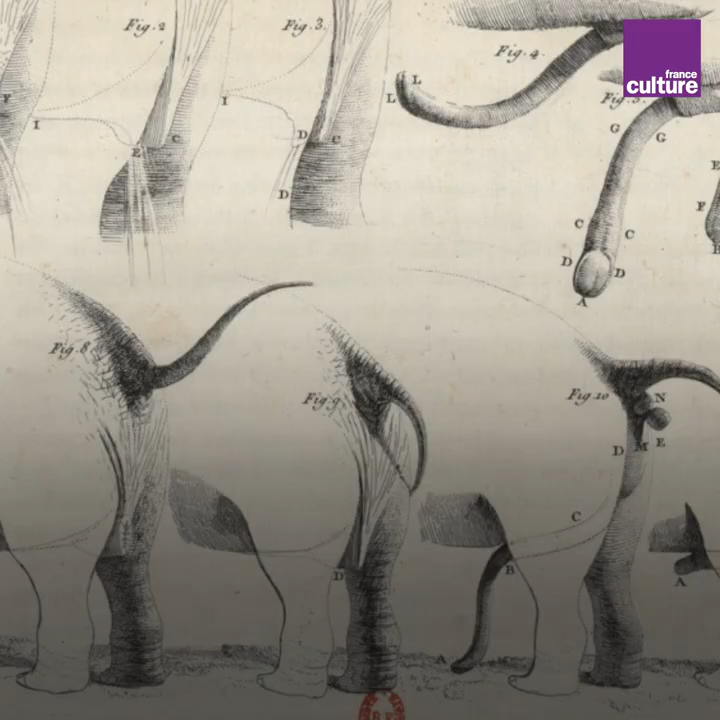 Fig. 2
Fig. 3.
Fig. 4.
france
culture
Fig. 5.
F
I
E
C
I
D
C
D
L
L
G
G
C
C
D
D
A
E
F
B
Fig. 8
Fig. 9
Fig. 10
N
E
M
D
C
B
A
D
A